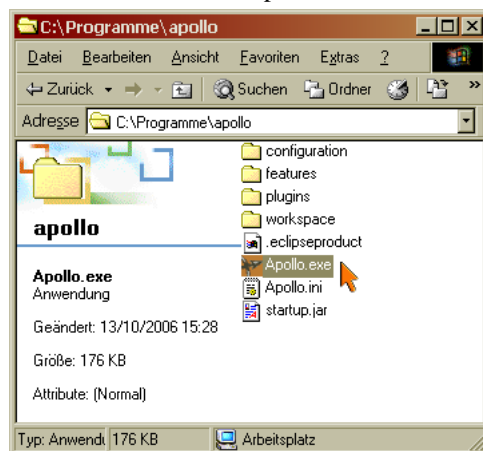 C:\Programme\apollo
Datei Bearbeiten Ansicht Favoriten Extras ?
Zurück Suchen Ordner »
Adresse C:\Programme\apollo
configuration
features
plugins
workspace
.eclipseproduct
Apollo.exe
Apollo.ini
startup.jar
apollo
Apollo.exe
Anwendung
Geändert: 13/10/2006 15:28
Größe: 176 KB
Attribute: (Normal)
Typ: Anwend 176 KB Arbeitsplatz